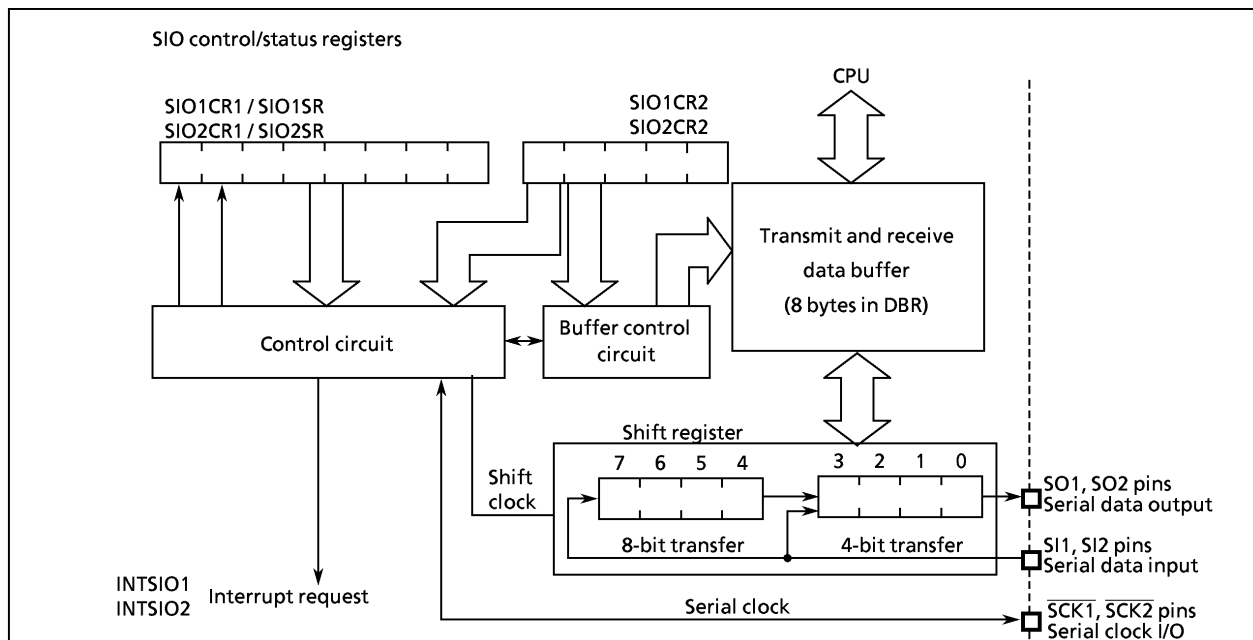 SIO control/status registers
CPU
SIO1CR1 / SIO1SR
SIO2CR1 / SIO2SR
SIO1CR2
SIO2CR2
Transmit and receive
data buffer
(8 bytes in DBR)
Control circuit
Buffer control
circuit
Shift register
7 6 5 4
3 2 1 0
Shift
clock
SO1, SO2 pins
Serial data output
8-bit transfer
4-bit transfer
SI1, SI2 pins
Serial data input
INTSIO1
INTSIO2
Interrupt request
Serial clock
S̅C̅K̅1̅, S̅C̅K̅2̅ pins
Serial clock I/O